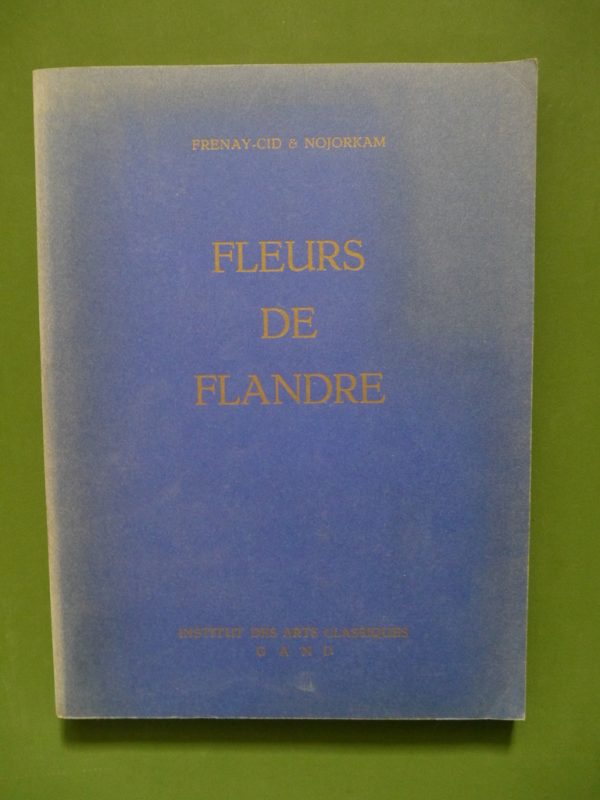 FRENAY-CID & NOJORKAM
FLEURS
DE
FLANDRE
INSTITUT DES ARTS CLASSIQUES
GAND